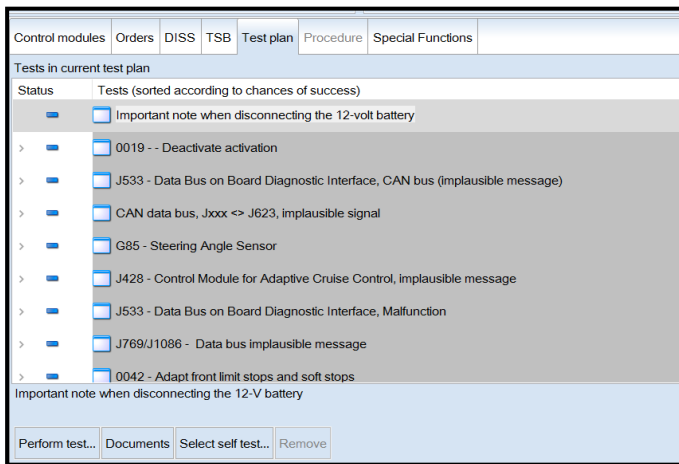 Control modules Orders DISS TSB Test plan Procedure Special Functions
Tests in current test plan
Status Tests (sorted according to chances of success)
Important note when disconnecting the 12-volt battery
0019 - - Deactivate activation
J533 - Data Bus on Board Diagnostic Interface, CAN bus (implausible message)
CAN data bus, Jxxx <> J623, implausible signal
G85 - Steering Angle Sensor
J428 - Control Module for Adaptive Cruise Control, implausible message
J533 - Data Bus on Board Diagnostic Interface, Malfunction
J769/J1086 - Data bus implausible message
0042 - Adapt front limit stops and soft stops
Important note when disconnecting the 12-V battery
Perform test... Documents Select self test... Remove